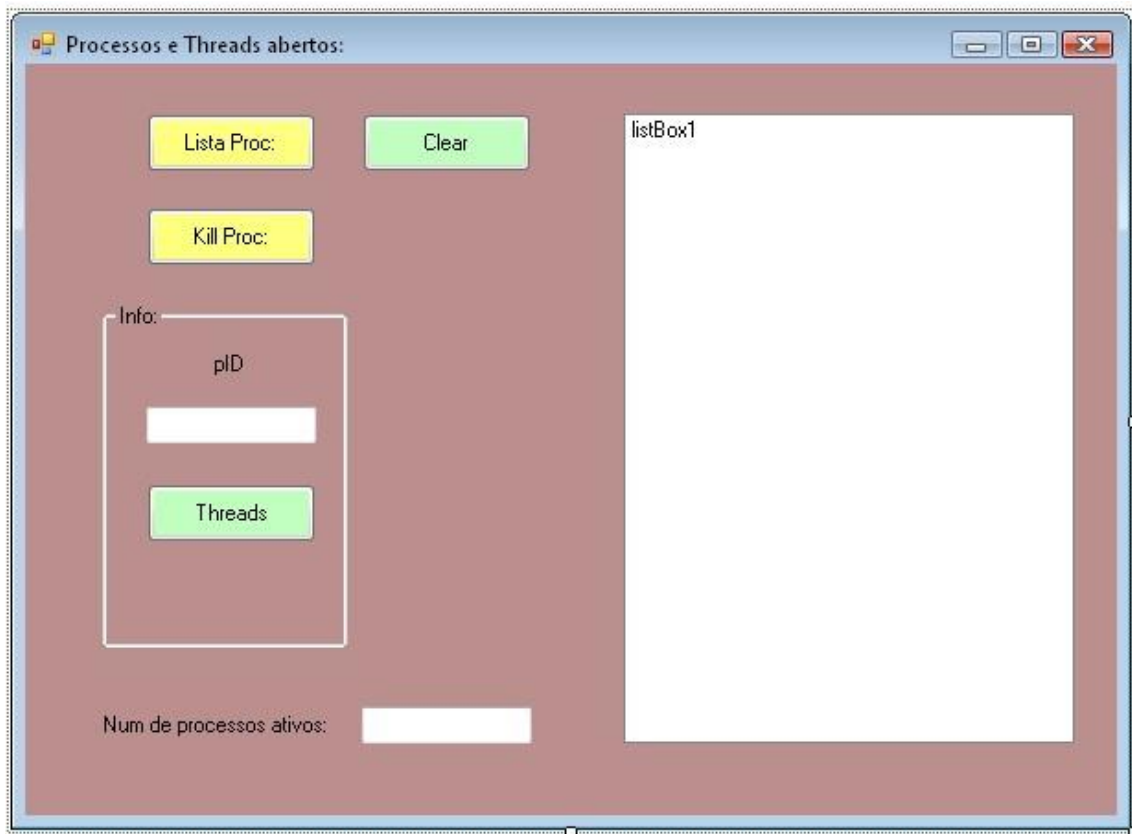 Processos e Threads abertos:
Lista Proc:
Clear
listBox1
Kill Proc:
Info:
pID
Threads
Num de processos ativos: